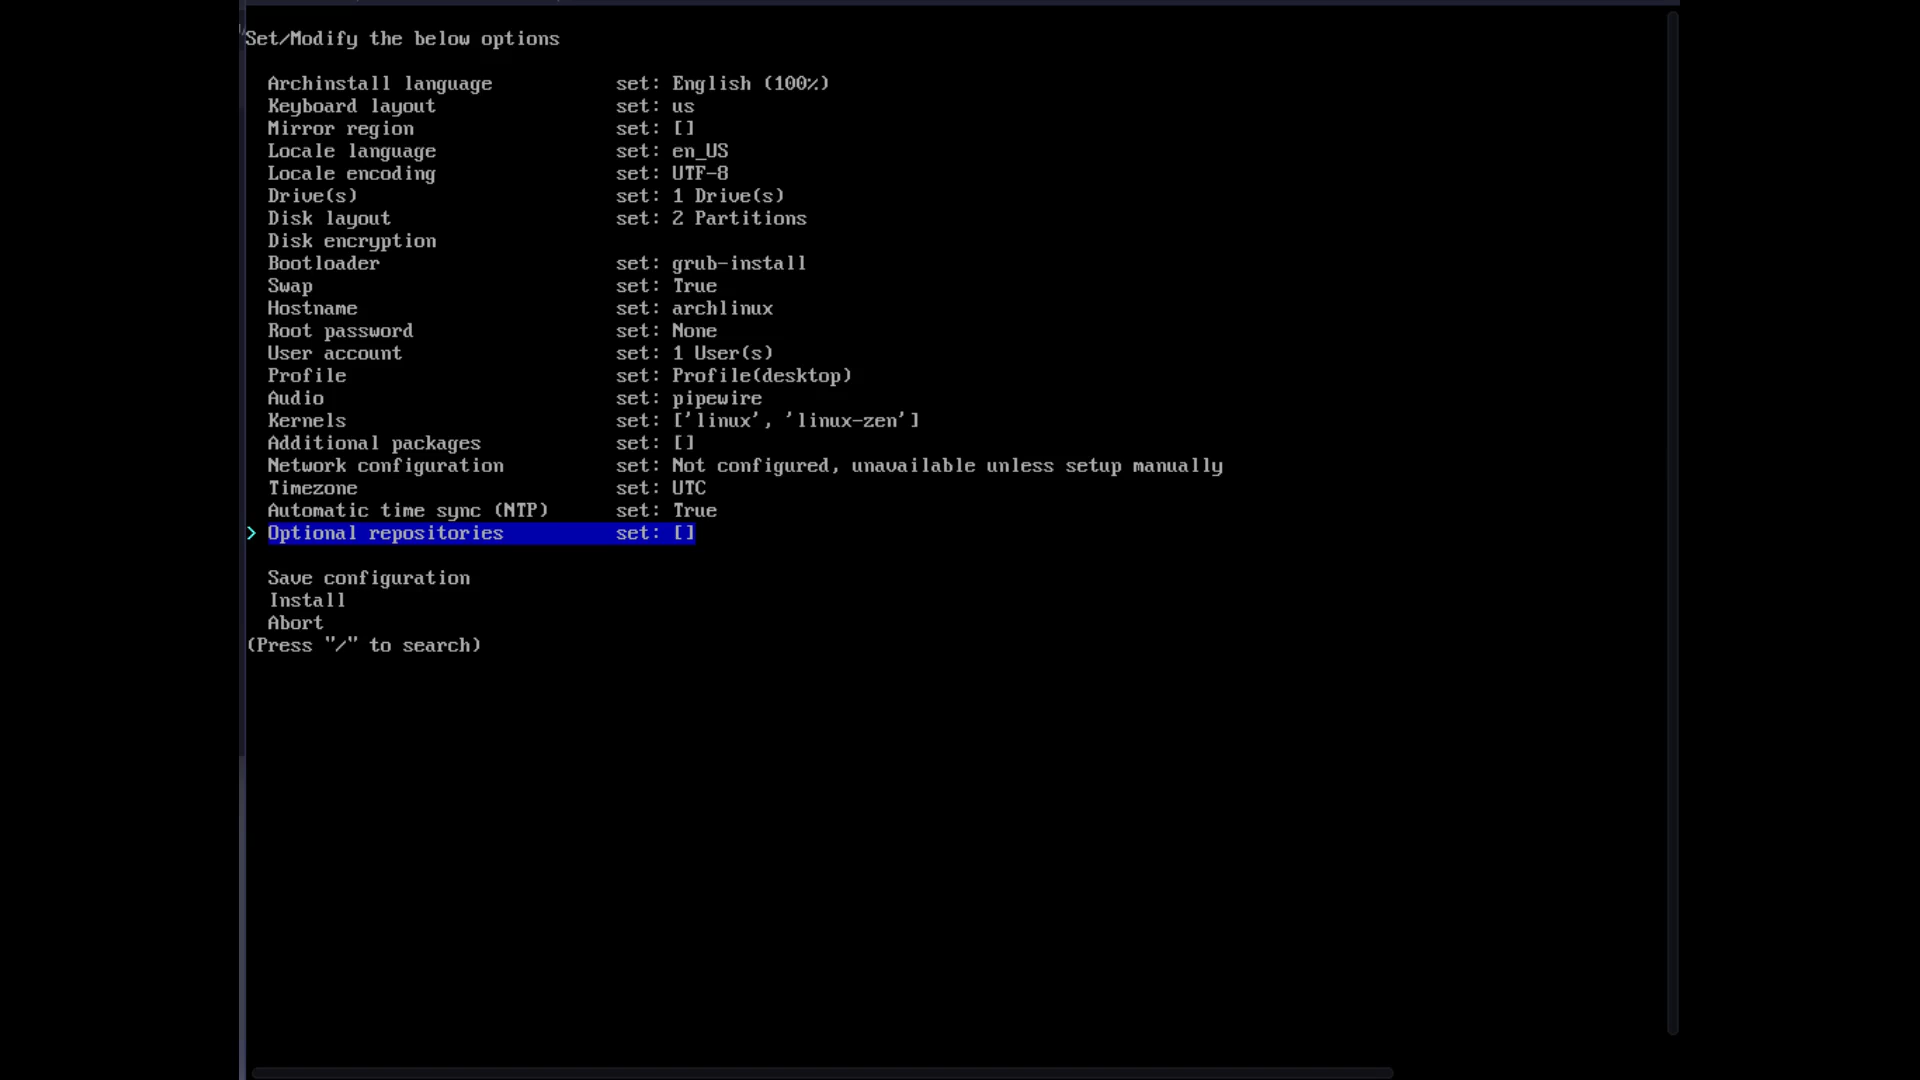 Set/Modify the below options
Archinstall language set: English (100%)
Keyboard layout set: us
Mirror region set: []
Locale language set: en_US
Locale encoding set: UTF-8
Drive(s) set: 1 Drive(s)
Disk layout set: 2 Partitions
Disk encryption
Bootloader set: grub-install
Swap set: True
Hostname set: archlinux
Root password set: None
User account set: 1 User(s)
Profile set: Profile(desktop)
Audio set: pipewire
Kernels set: ['linux', 'linux-zen']
Additional packages set: []
Network configuration set: Not configured, unavailable unless setup manually
Timezone set: UTC
Automatic time sync (NTP) set: True
> Optional repositories set: []
Save configuration
Install
Abort
(Press "/" to search)